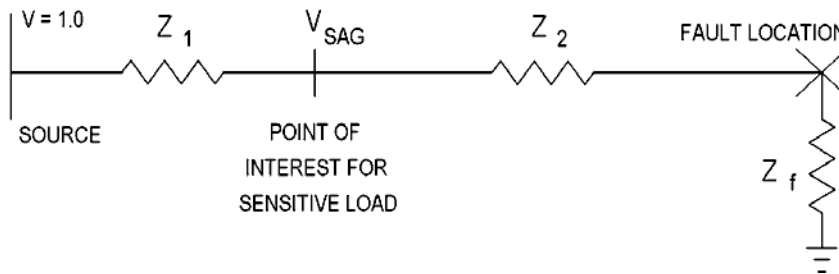 V = 1.0
Z 1
V SAG
Z 2
FAULT LOCATION
SOURCE
POINT OF
INTEREST FOR
SENSITIVE LOAD
Z f